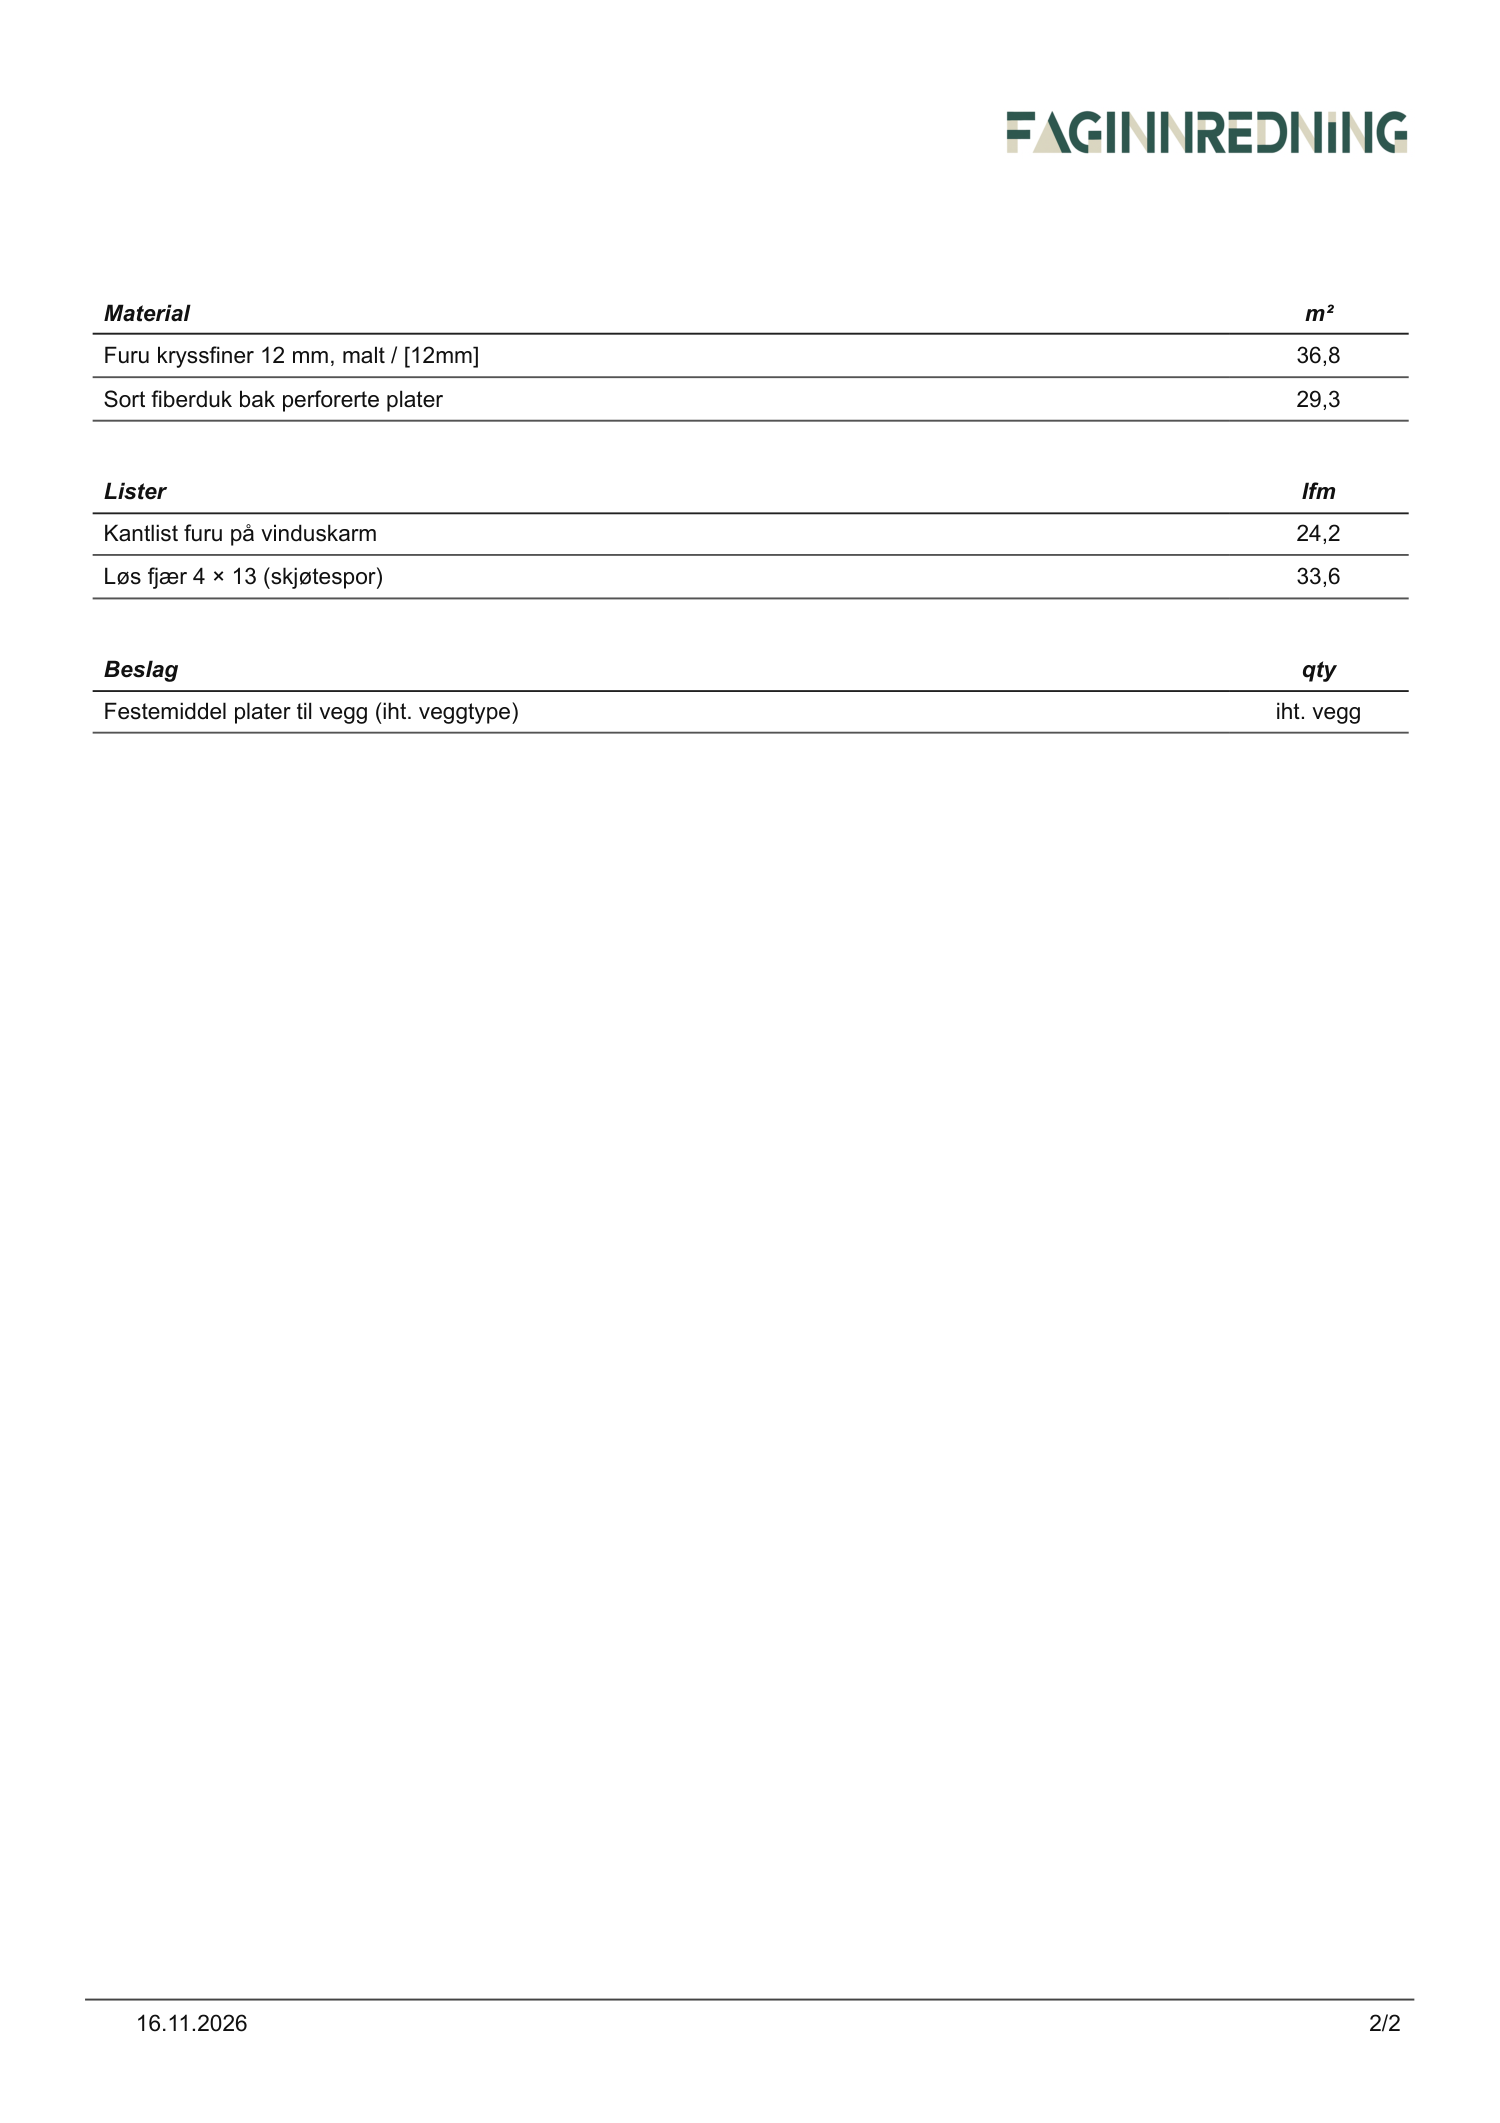 FAGINNREDNING
Material m²
Furu kryssfiner 12 mm, malt / [12mm] 36,8
Sort fiberduk bak perforerte plater 29,3
Lister lfm
Kantlist furu på vinduskarm 24,2
Løs fjær 4 × 13 (skjøtespor) 33,6
Beslag qty
Festemiddel plater til vegg (iht. veggtype) iht. vegg
16.11.2026 2/2